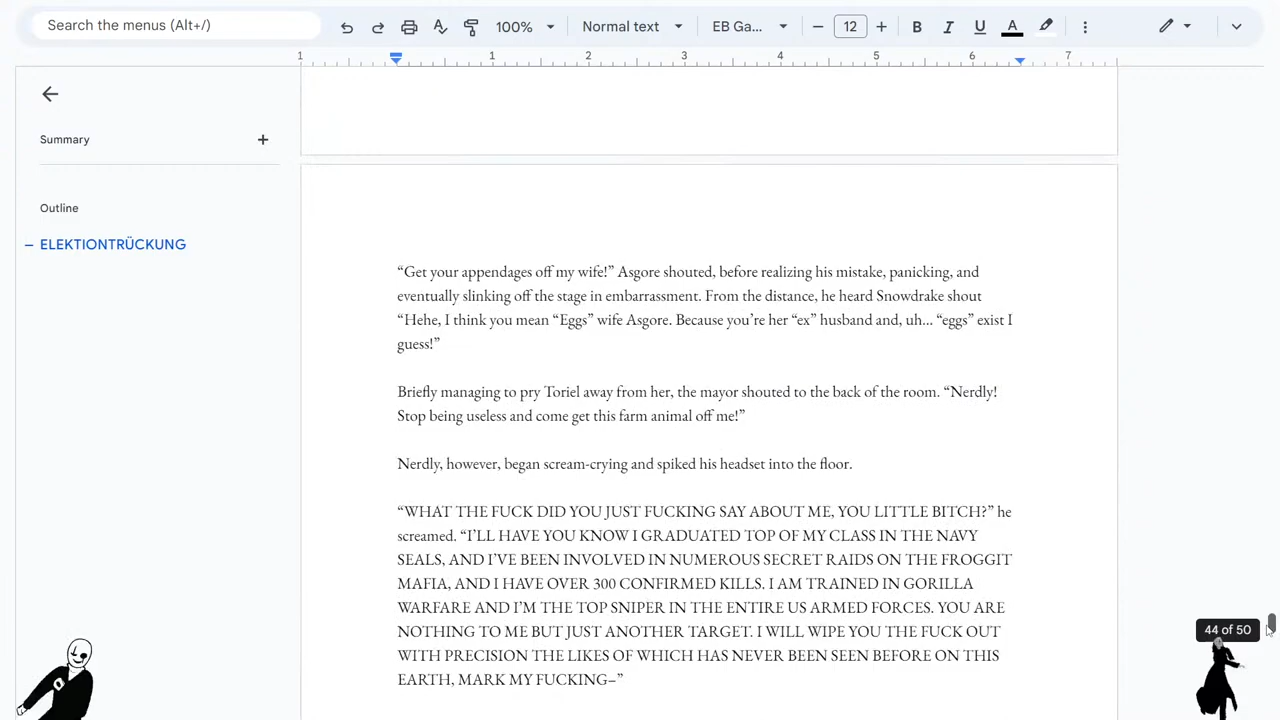 Search the menus (Alt+/)
100%
Normal text
EB Ga...
12
B
I
U
A
1
1
2
3
4
5
6
7
Summary
Outline
ELEKTIONTRÜCKUNG
“Get your appendages off my wife!” Asgore shouted, before realizing his mistake, panicking, and
eventually slinking off the stage in embarrassment. From the distance, he heard Snowdrake shout
“Hehe, I think you mean “Eggs” wife Asgore. Because you’re her “ex” husband and, uh... “eggs” exist I
guess!”
Briefly managing to pry Toriel away from her, the mayor shouted to the back of the room. “Nerdly!
Stop being useless and come get this farm animal off me!”
Nerdly, however, began scream-crying and spiked his headset into the floor.
“WHAT THE FUCK DID YOU JUST FUCKING SAY ABOUT ME, YOU LITTLE BITCH?” he
screamed. “I’LL HAVE YOU KNOW I GRADUATED TOP OF MY CLASS IN THE NAVY
SEALS, AND I’VE BEEN INVOLVED IN NUMEROUS SECRET RAIDS ON THE FROGGIT
MAFIA, AND I HAVE OVER 300 CONFIRMED KILLS. I AM TRAINED IN GORILLA
WARFARE AND I’M THE TOP SNIPER IN THE ENTIRE US ARMED FORCES. YOU ARE
NOTHING TO ME BUT JUST ANOTHER TARGET. I WILL WIPE YOU THE FUCK OUT
WITH PRECISION THE LIKES OF WHICH HAS NEVER BEEN SEEN BEFORE ON THIS
EARTH, MARK MY FUCKING–”
44 of 50